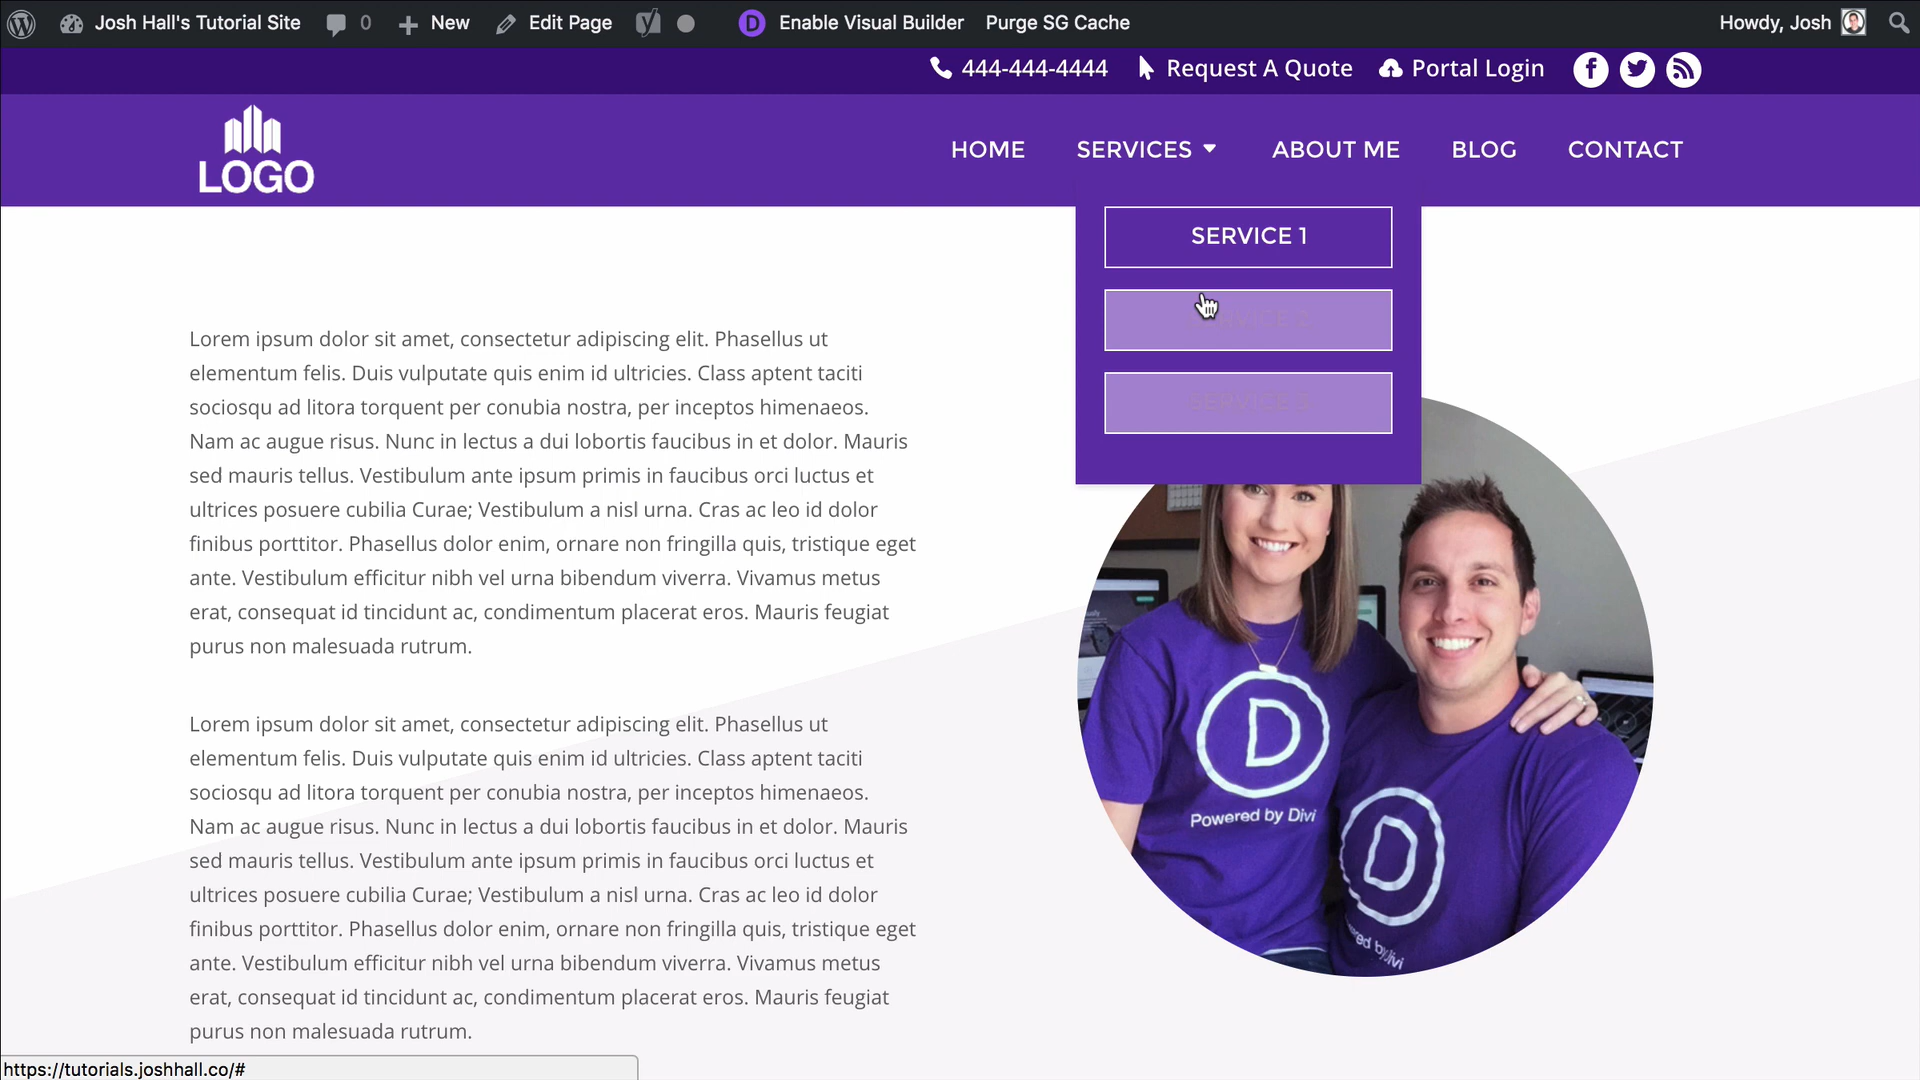 Josh Hall's Tutorial Site 0 New Edit Page Enable Visual Builder Purge SG Cache Howdy, Josh
444-444-4444 Request A Quote Portal Login
LOGO
HOME SERVICES ABOUT ME BLOG CONTACT
SERVICE 1
SERVICE 2
SERVICE 3
Lorem ipsum dolor sit amet, consectetur adipiscing elit. Phasellus ut
elementum felis. Duis vulputate quis enim id ultricies. Class aptent taciti
sociosqu ad litora torquent per conubia nostra, per inceptos himenaeos.
Nam ac augue risus. Nunc in lectus a dui lobortis faucibus in et dolor. Mauris
sed mauris tellus. Vestibulum ante ipsum primis in faucibus orci luctus et
ultrices posuere cubilia Curae; Vestibulum a nisl urna. Cras ac leo id dolor
finibus porttitor. Phasellus dolor enim, ornare non fringilla quis, tristique eget
ante. Vestibulum efficitur nibh vel urna bibendum viverra. Vivamus metus
erat, consequat id tincidunt ac, condimentum placerat eros. Mauris feugiat
purus non malesuada rutrum.
Lorem ipsum dolor sit amet, consectetur adipiscing elit. Phasellus ut
elementum felis. Duis vulputate quis enim id ultricies. Class aptent taciti
sociosqu ad litora torquent per conubia nostra, per inceptos himenaeos.
Nam ac augue risus. Nunc in lectus a dui lobortis faucibus in et dolor. Mauris
sed mauris tellus. Vestibulum ante ipsum primis in faucibus orci luctus et
ultrices posuere cubilia Curae; Vestibulum a nisl urna. Cras ac leo id dolor
finibus porttitor. Phasellus dolor enim, ornare non fringilla quis, tristique eget
ante. Vestibulum efficitur nibh vel urna bibendum viverra. Vivamus metus
erat, consequat id tincidunt ac, condimentum placerat eros. Mauris feugiat
purus non malesuada rutrum.
D
Powered by Divi
D
by Divi
https://tutorials.joshhall.co/#